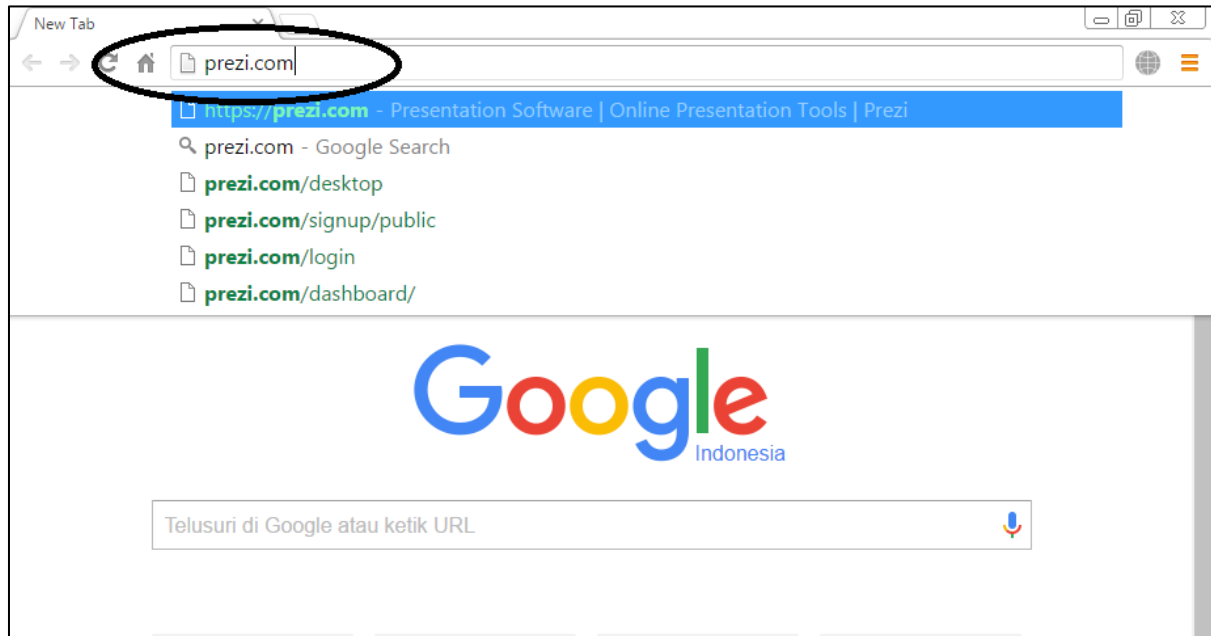 New Tab
prezi.com
https://prezi.com - Presentation Software | Online Presentation Tools | Prezi
prezi.com - Google Search
prezi.com/desktop
prezi.com/signup/public
prezi.com/login
prezi.com/dashboard/
Google
Indonesia
Telusuri di Google atau ketik URL